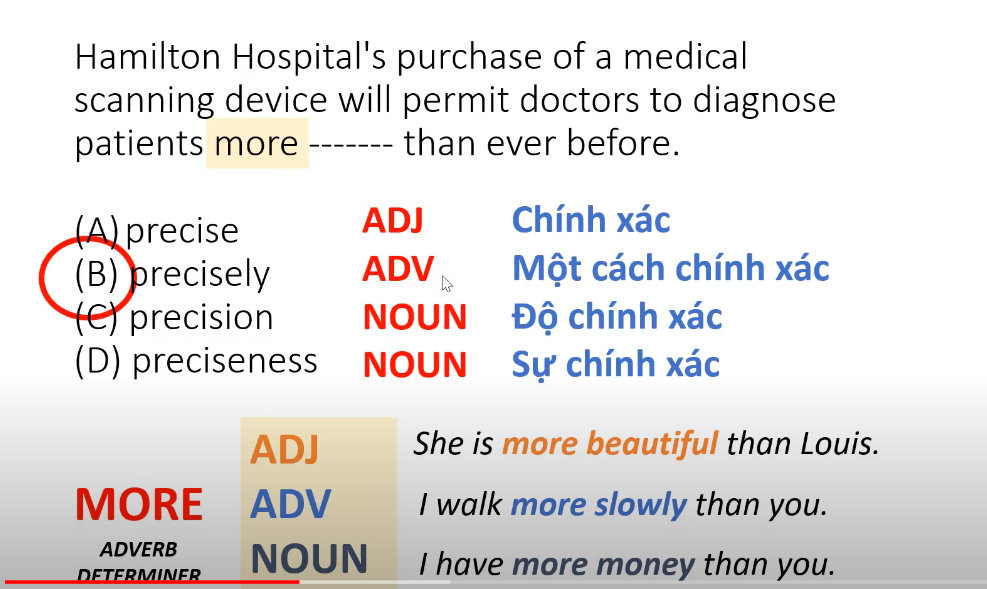 Hamilton Hospital's purchase of a medical
scanning device will permit doctors to diagnose
patients more ------- than ever before.
(A) precise ADJ Chính xác
(B) precisely ADV Một cách chính xác
(C) precision NOUN Độ chính xác
(D) preciseness NOUN Sự chính xác
ADJ She is more beautiful than Louis.
MORE ADV I walk more slowly than you.
ADVERB
NOUN I have more money than you.
DETERMINER